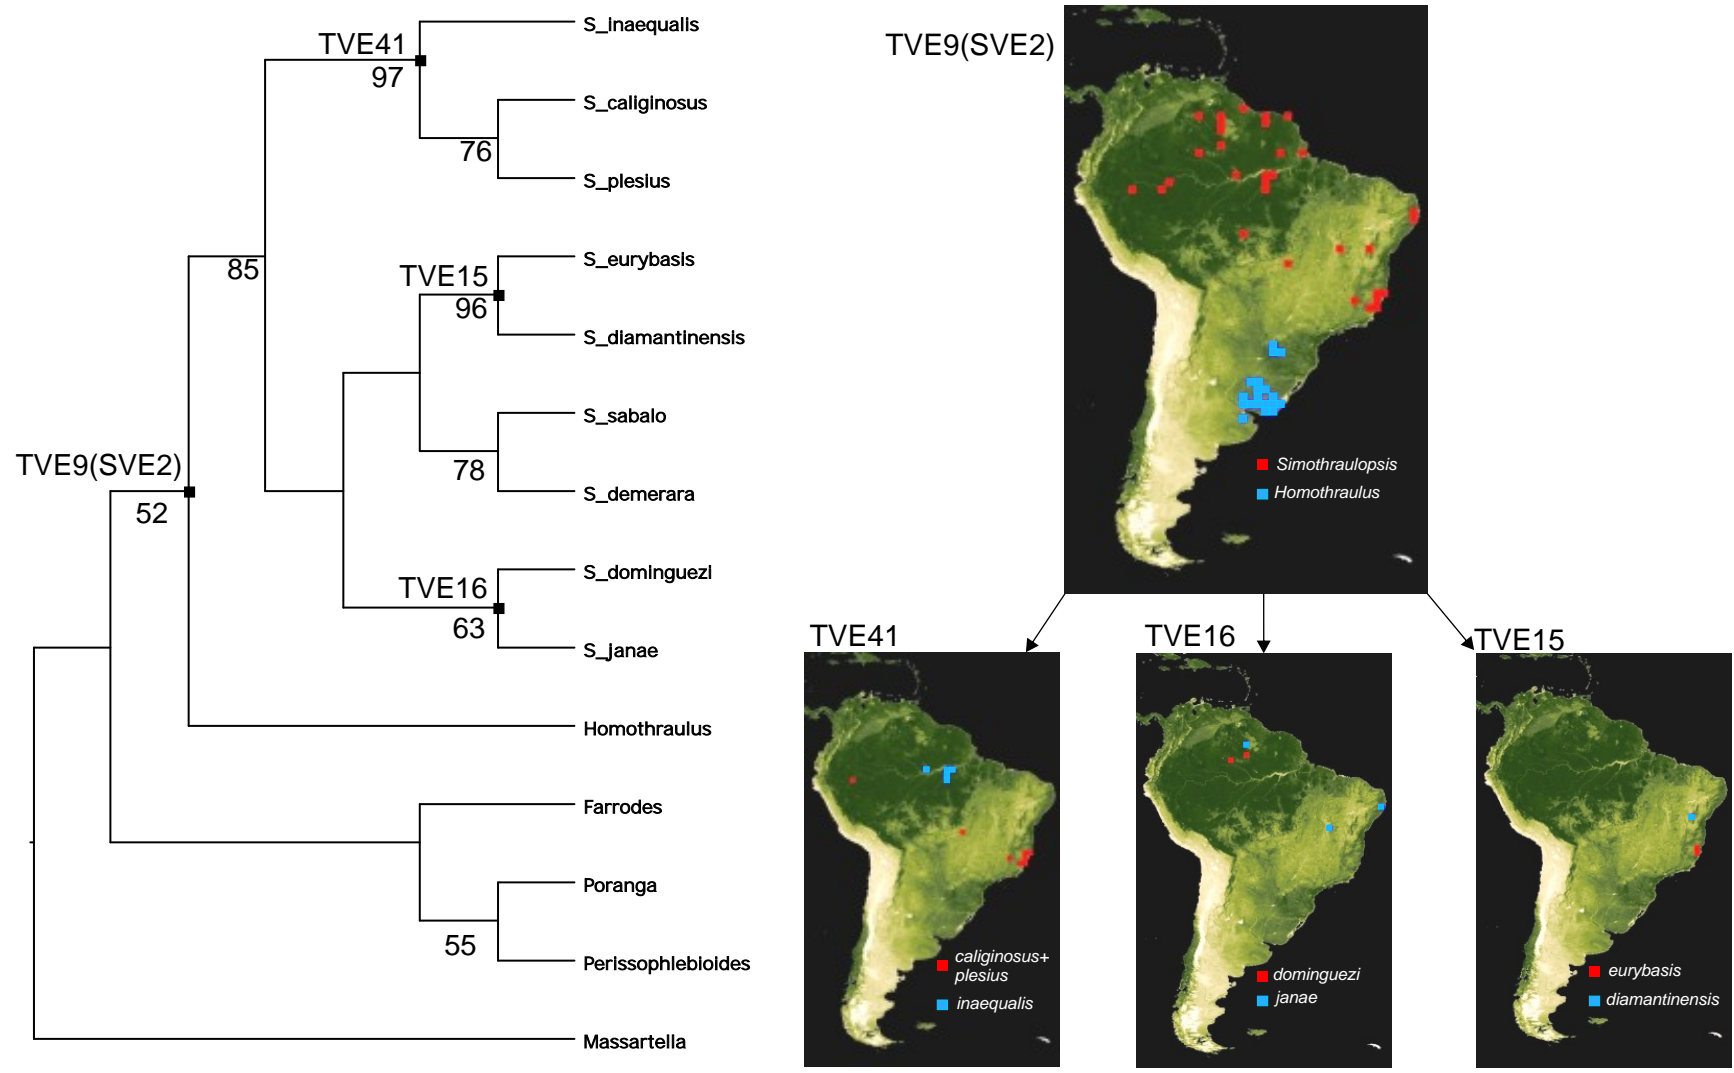 TVE41
97
S_inaequalis
S_caliginosus
76
S_plesius
85
S_eurybasis
TVE15
96
S_diamantinensis
S_sabalo
TVE9(SVE2)
78
52
S_demerara
S_dominguezi
TVE16
63
S_janae
Homothraulus
Farrodes
Poranga
55
Perissophlebioides
Massartella
TVE9(SVE2)
Simothraulopsis
Homothraulus
TVE41
caliginosus+
plesius
inaequalis
TVE16
dominguezi
janae
TVE15
eurybasis
diamantinensis